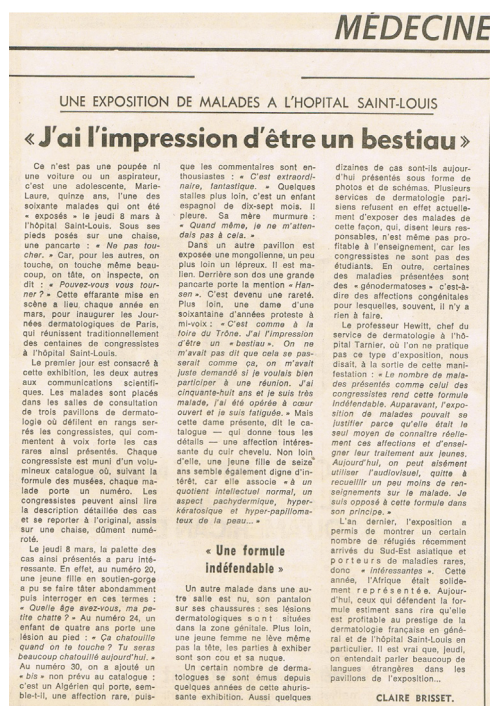 MÉDECINE
UNE EXPOSITION DE MALADES A L'HOPITAL SAINT-LOUIS
« J'ai l'impression d'être un bestiau »
Ce n'est pas une poupée ni
une voiture ou un aspirateur,
c'est une adolescente, Marie-
Laure, quinze ans, l'une des
soixante malades qui ont été
« exposés » le jeudi 8 mars à
l'hôpital Saint-Louis. Sous ses
pieds posés sur une chaise,
une pancarte : « Ne pas tou-
cher. » Car, pour les autres, on
touche, on touche même beau-
coup, on tâte, on inspecte, on
dit : « Pouvez-vous vous tour-
ner ? » Cette effarante mise en
scène a lieu, chaque année en
mars, pour inaugurer les Jour-
nées dermatologiques de Paris,
qui réunissent traditionnellement
des centaines de congressistes
à l'hôpital Saint-Louis.
Le premier jour est consacré à
cette exhibition, les deux autres
aux communications scientifi-
ques. Les malades sont placés
dans les salles de consultation
de trois pavillons de dermato-
logie où défilent en rangs ser-
rés les congressistes, qui com-
mentent à voix forte les cas
rares ainsi présentés. Chaque
congressiste est muni d'un volu-
mineux catalogue où, suivant la
formule des musées, chaque ma-
lade porte un numéro. Les
congressistes peuvent ainsi lire
la description détaillée des cas
et se reporter à l'original, assis
sur une chaise, dûment numé-
roté.
Le jeudi 8 mars, la palette des
cas ainsi présentés a paru inté-
ressante. En effet, au numéro 20,
une jeune fille en soutien-gorge
a pu se faire tâter abondamment
puis interroger en ces termes :
« Quelle âge avez-vous, ma pe-
tite chatte ? » Au numéro 24, un
enfant de quatre ans porte une
lésion au pied : « Ça chatouille
quand on te touche ? Tu seras
beaucoup chatouillé aujourd'hui. »
Au numéro 30, on a ajouté un
« bis » non prévu au catalogue :
c'est un Algérien qui porte, sem-
ble-t-il, une affection rare, puis-
que les commentaires sont en-
thousiastes : « C'est extraordi-
naire, fantastique. » Quelques
stalles plus loin, c'est un enfant
espagnol de dix-sept mois. Il
pleure. Sa mère murmure :
« Quand même, je ne m'atten-
dais pas à cela. »
Dans un autre pavillon est
exposée une mongolienne, un peu
plus loin un lépreux. Il est ma-
lien. Derrière son dos une grande
pancarte porte la mention « Han-
sen ». C'est devenu une rareté.
Plus loin, une dame d'une
soixantaine d'années proteste à
mi-voix : « C'est comme à la
foire du Trône. J'ai l'impression
d'être un « bestiau ». On ne
m'avait pas dit que cela se pas-
serait comme ça, on m'avait
juste demandé si je voulais bien
participer à une réunion. J'ai
cinquante-huit ans et je suis très
malade, j'ai été opérée à cœur
ouvert et je suis fatiguée. » Mais
cette dame présente, dit le ca-
talogue — qui donne tous les
détails — une affection intéres-
sante du cuir chevelu. Non loin
d'elle, une jeune fille de seize
ans semble également digne d'in-
térêt, car elle associe « à un
quotient intellectuel normal, un
aspect pachydermique, hyper-
kératosique et hyper-papilloma-
teux de la peau... »
« Une formule
indéfendable »
Un autre malade dans une au-
tre salle est nu, son pantalon
sur ses chaussures : ses lésions
dermatologiques sont situées
dans la zone génitale. Plus loin,
une jeune femme ne lève même
pas la tête, les parties à exhiber
sont son cou et sa nuque.
Un certain nombre de derma-
tologues se sont émus depuis
quelques années de cette ahuris-
sante exhibition. Aussi quelques
dizaines de cas sont-ils aujour-
d'hui présentés sous forme de
photos et de schémas. Plusieurs
services de dermatologie pari-
siens refusent en effet actuelle-
ment d'exposer des malades de
cette façon, qui, disent leurs res-
ponsables, n'est même pas pro-
fitable à l'enseignement, car les
congressistes ne sont pas des
étudiants. En outre, certaines
des maladies présentées sont
des « génodermatoses » c'est-à-
dire des affections congénitales
pour lesquelles, souvent, il n'y a
rien à faire.
Le professeur Hewitt, chef du
service de dermatologie à l'hô-
pital Tarnier, où l'on ne pratique
pas ce type d'exposition, nous
disait, à la sortie de cette mani-
festation : « Le nombre de mala-
des présentés comme celui des
congressistes rend cette formule
indéfendable. Auparavant, l'expo-
sition de malades pouvait se
justifier parce qu'elle était le
seul moyen de connaître réelle-
ment ces affections et d'ensei-
gner leur traitement aux jeunes.
Aujourd'hui, on peut aisément
utiliser l'audiovisuel, quitte à
recueillir un peu moins de ren-
seignements sur le malade. Je
suis opposé à cette formule dans
son principe. »
L'an dernier, l'exposition a
permis de montrer un certain
nombre de réfugiés récemment
arrivés du Sud-Est asiatique et
porteurs de maladies rares,
donc « intéressantes ». Cette
année, l'Afrique était solide-
ment représentée. Aujour-
d'hui, ceux qui défendent la for-
mule estiment sans rire qu'elle
est profitable au prestige de la
dermatologie française en géné-
ral et de l'hôpital Saint-Louis en
particulier. Il est vrai que, jeudi,
on entendait parler beaucoup de
langues étrangères dans les
pavillons de l'exposition...
CLAIRE BRISSET.